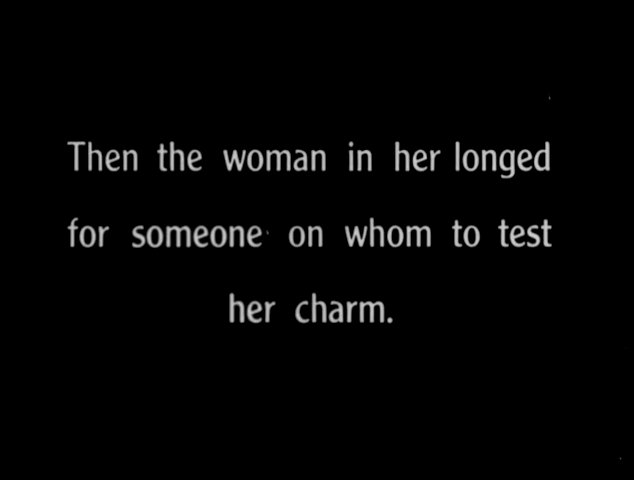 Then the woman in her longed
for someone on whom to test
her charm.